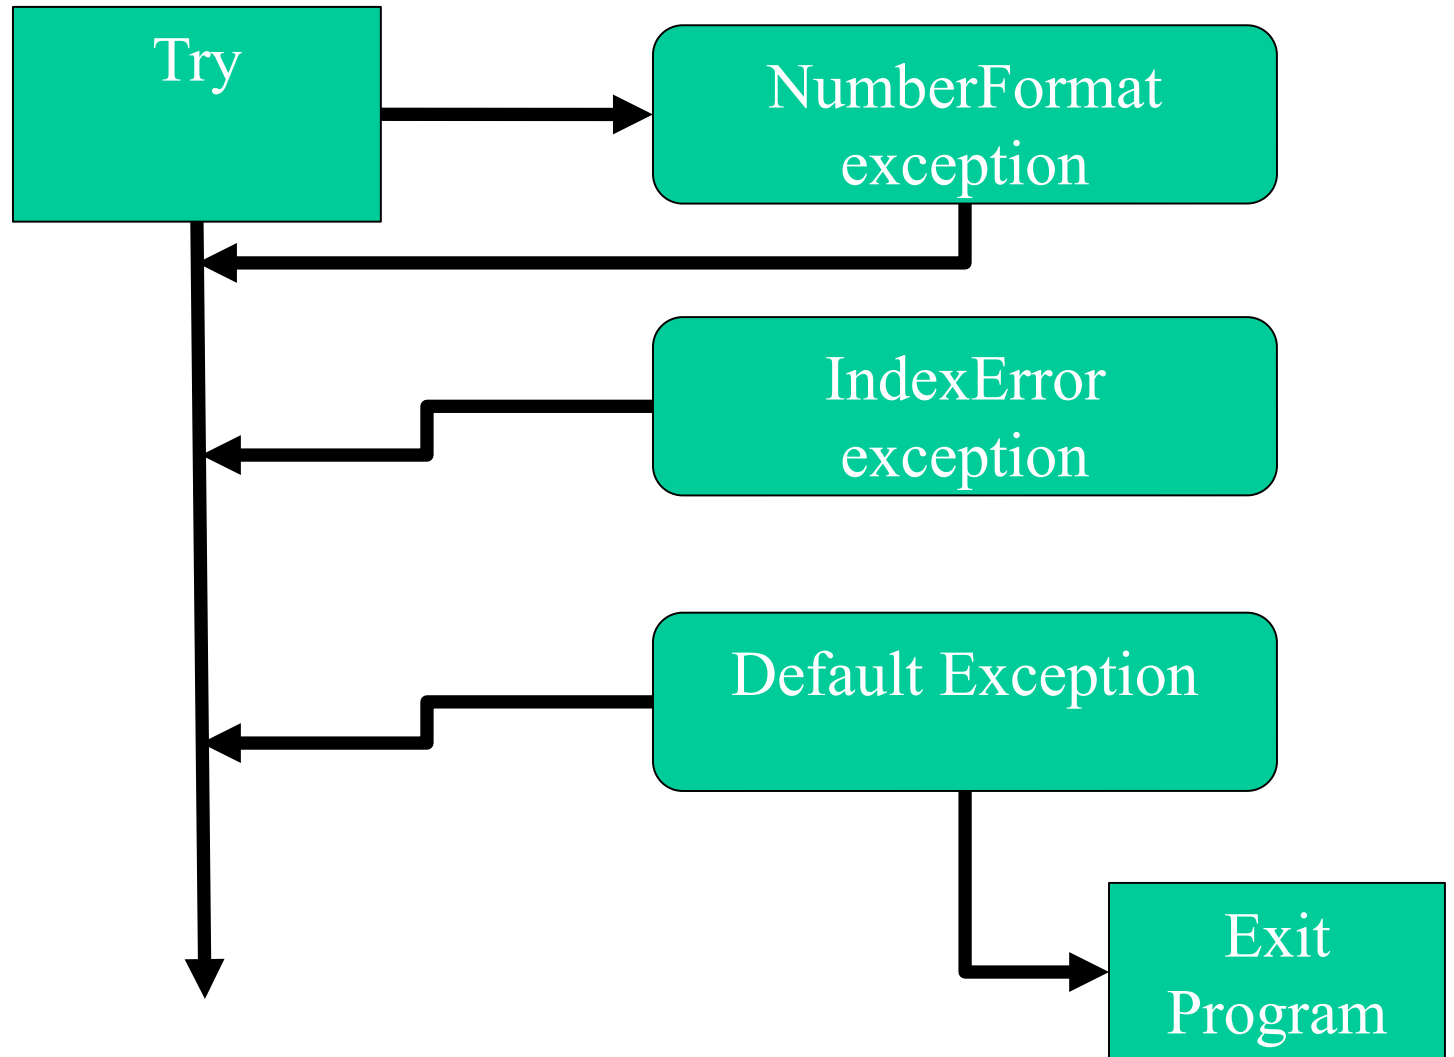 Try
NumberFormat
exception
IndexError
exception
Default Exception
Exit
Program